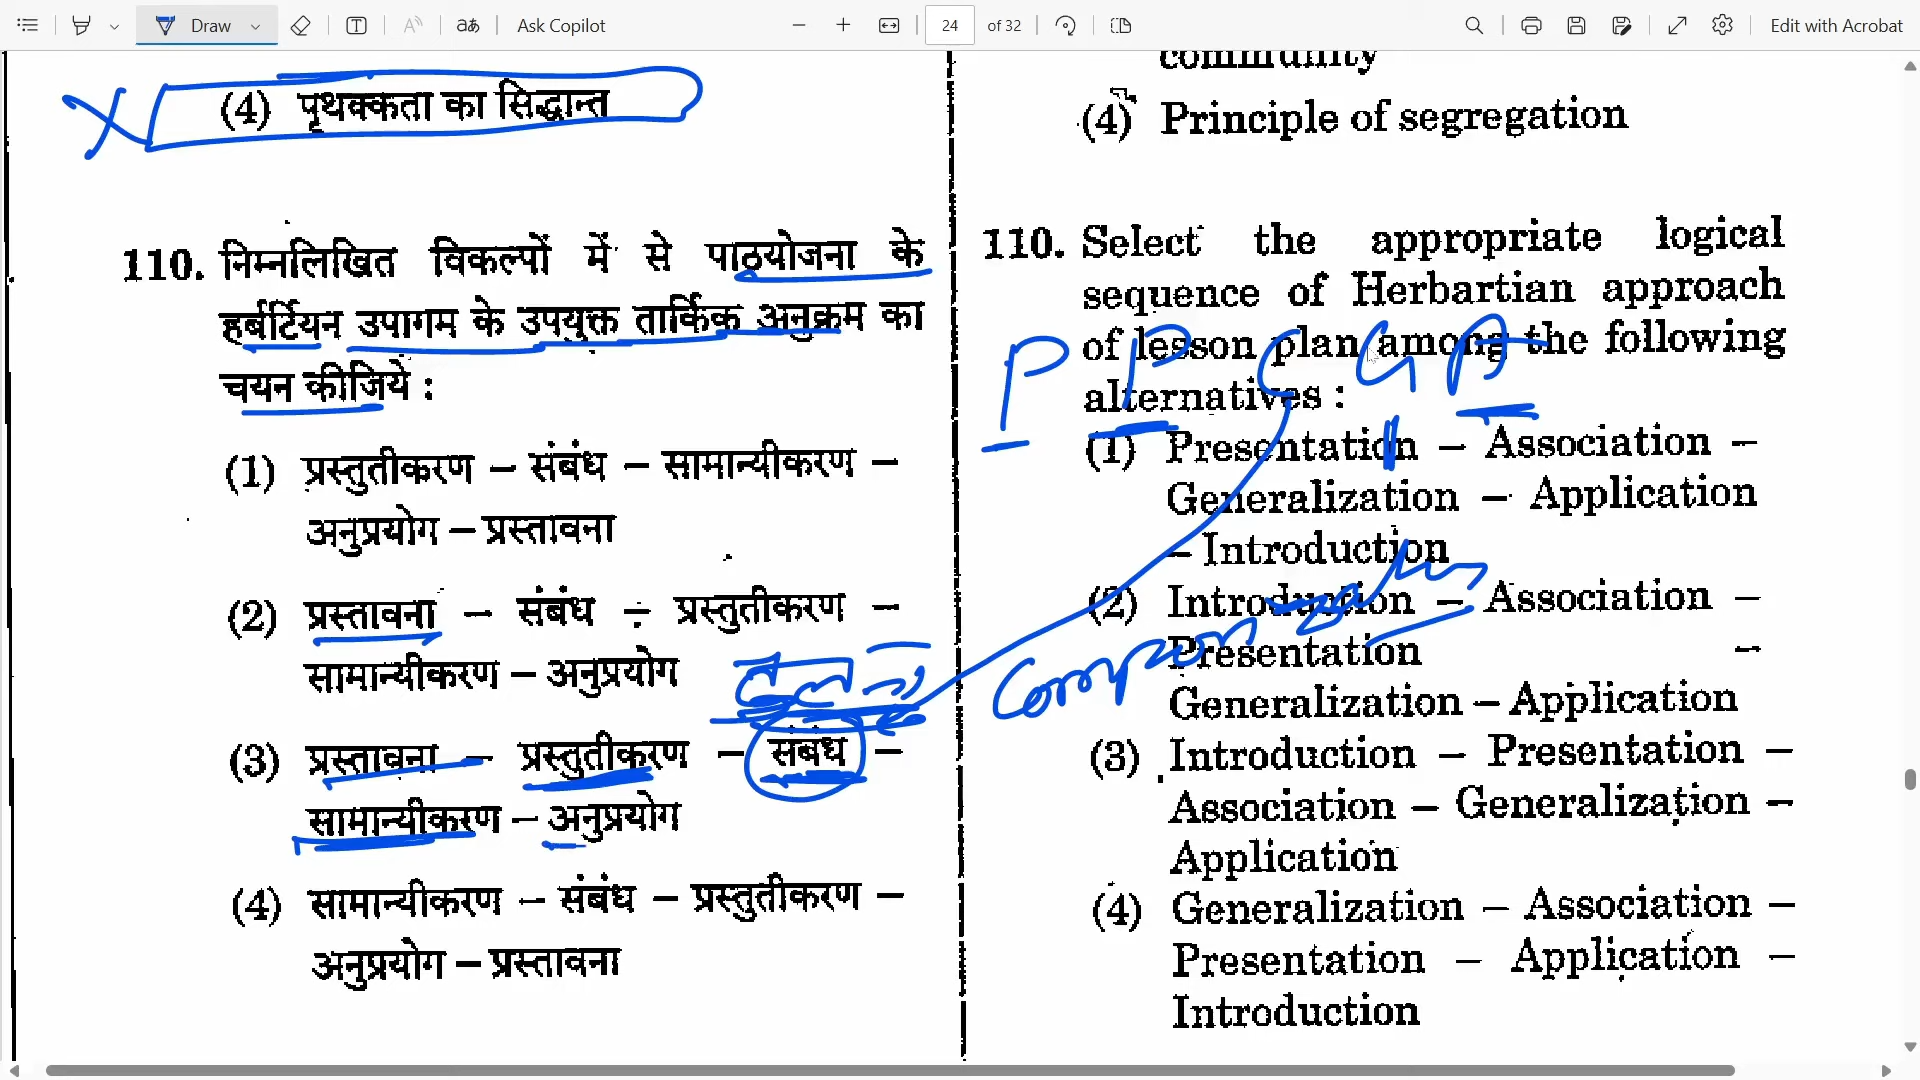 Draw
Ask Copilot
24 of 32
Edit with Acrobat
(4) पृथक्कता का सिद्धान्त
110. निम्नलिखित विकल्पों में से पाठयोजना के
हर्बर्टियन उपागम के उपयुक्त तार्किक अनुक्रम का
चयन कीजिये :
(1) प्रस्तुतीकरण – संबंध – सामान्यीकरण –
अनुप्रयोग – प्रस्तावना
(2) प्रस्तावना – संबंध – प्रस्तुतीकरण –
सामान्यीकरण – अनुप्रयोग
तुलना
(3) प्रस्तावना – प्रस्तुतीकरण – संबंध –
सामान्यीकरण – अनुप्रयोग
(4) सामान्यीकरण – संबंध – प्रस्तुतीकरण –
अनुप्रयोग – प्रस्तावना
community
(4) Principle of segregation
110. Select the appropriate logical
sequence of Herbartian approach
of lesson plan among the following
P P C G A
alternatives :
(1) Presentation – Association –
Generalization – Application
– Introduction
(2) Introduction – Association –
Presentation –
Generalization – Application
(3) Introduction – Presentation –
Association – Generalization –
Application
(4) Generalization – Association –
Presentation – Application –
Introduction